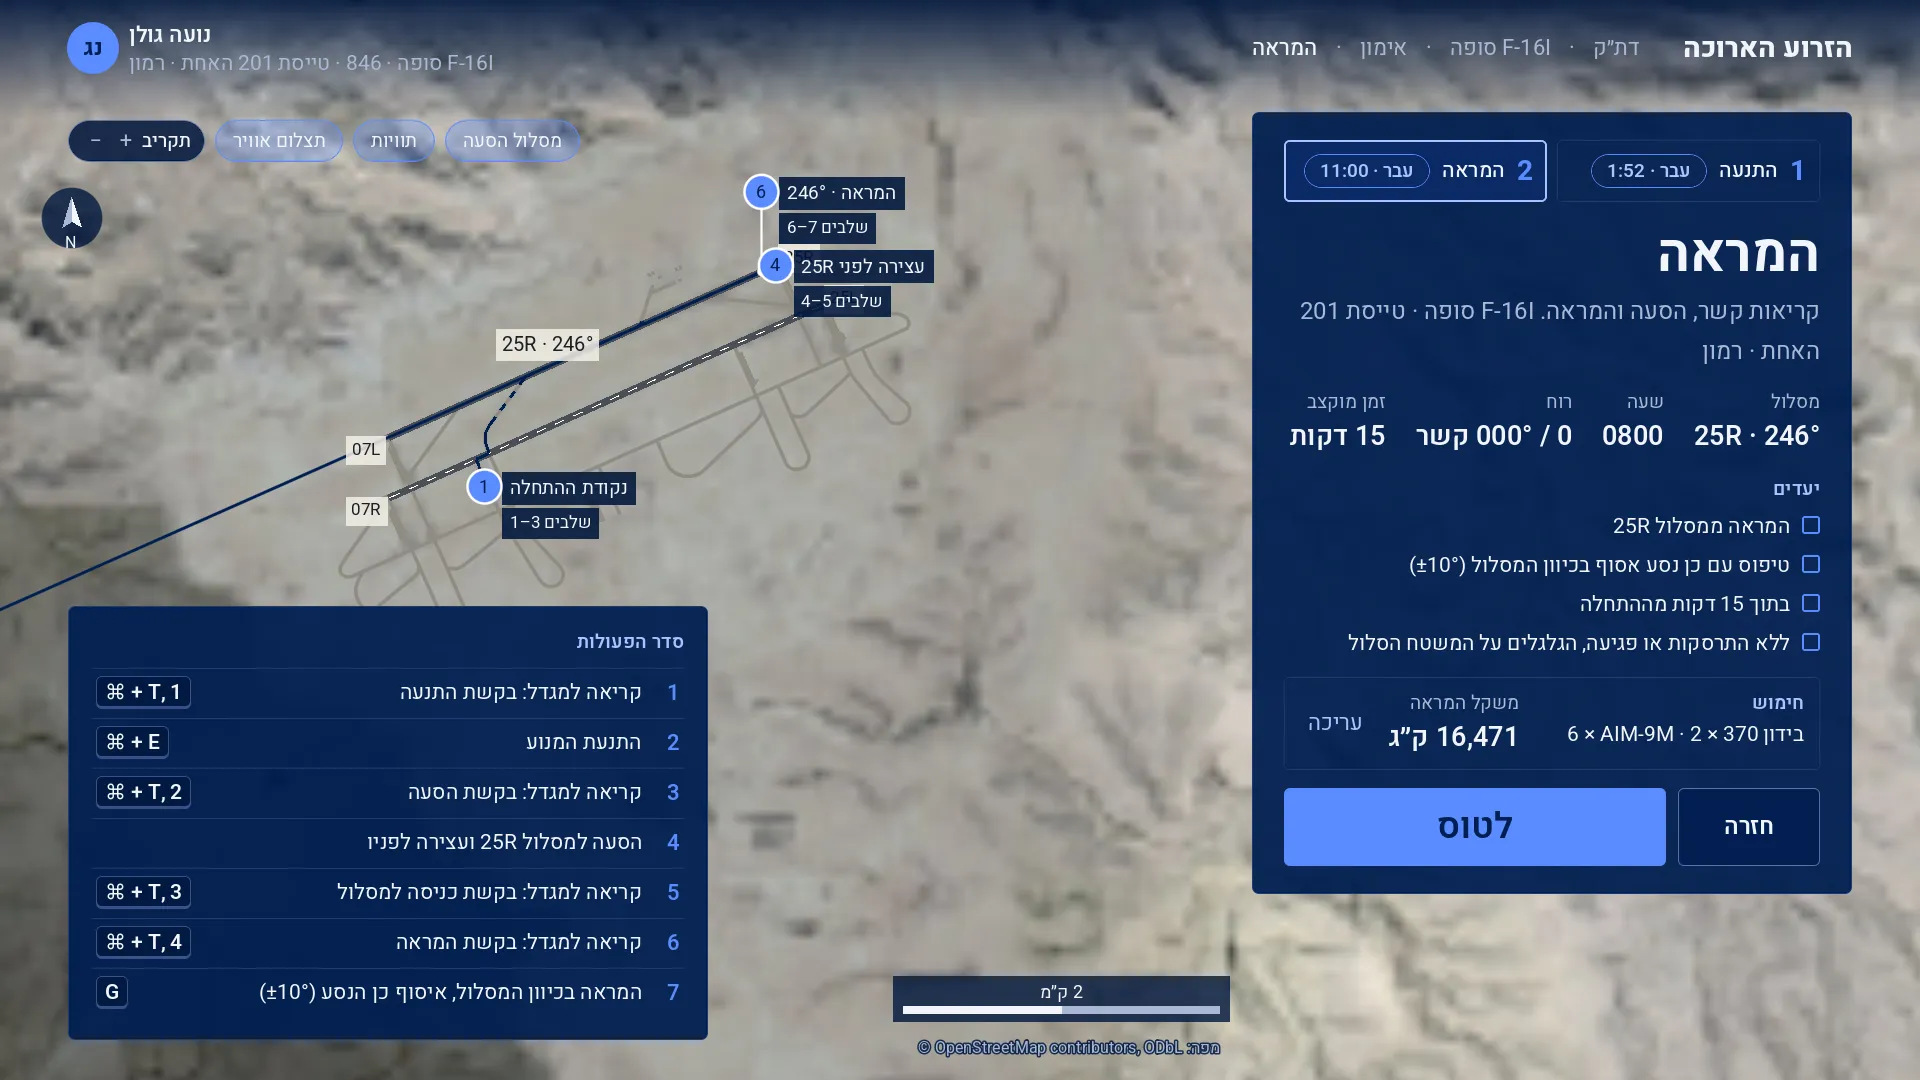 הזרוע הארוכה
דת״ק · F-16I סופה · אימון · המראה
נועה גולן
F-16I סופה · 846 · טייסת 201 האחת · רמון
נג
מסלול הסעה
תוויות
תצלום אוויר
תקריב + −
N
1 התנעה עבר · 1:52
2 המראה עבר · 11:00
המראה
קריאות קשר, הסעה והמראה. F-16I סופה · טייסת 201
האחת · רמון
מסלול
25R · 246°
שעה
0800
רוח
000° / 0 קשר
זמן מוקצב
15 דקות
יעדים
המראה ממסלול 25R
טיפוס עם כן נסע אסוף בכיוון המסלול (±10°)
בתוך 15 דקות מההתחלה
ללא התרסקות או פגיעה, הגלגלים על המשטח הסלול
חימוש
6 × AIM-9M · 2 × 370 בידון
משקל המראה
16,471 ק״ג
עריכה
חזרה
לטוס
6
המראה · 246°
שלבים 6–7
4
עצירה לפני 25R
שלבים 4–5
25R · 246°
07L
07R
1
נקודת ההתחלה
שלבים 1–3
סדר הפעולות
1 קריאה למגדל: בקשת התנעה ⌘ + T, 1
2 התנעת המנוע ⌘ + E
3 קריאה למגדל: בקשת הסעה ⌘ + T, 2
4 הסעה למסלול 25R ועצירה לפניו
5 קריאה למגדל: בקשת כניסה למסלול ⌘ + T, 3
6 קריאה למגדל: בקשת המראה ⌘ + T, 4
7 המראה בכיוון המסלול, איסוף כן הנסע (±10°) G
2 ק״מ
מפה: © OpenStreetMap contributors, ODbL